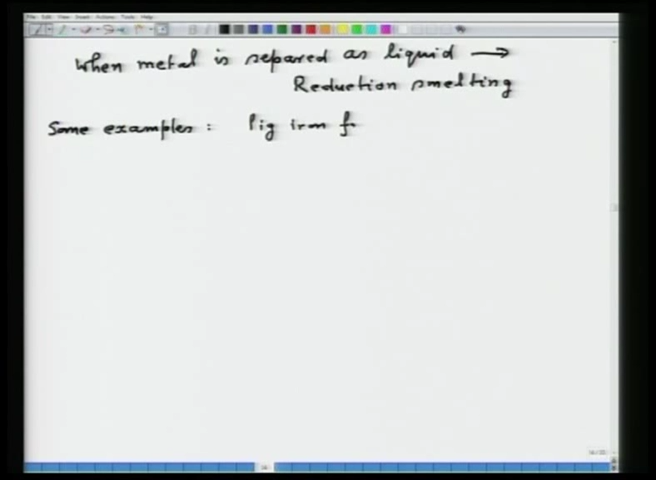 when metal is separed as liquid →
Reduction smelting
Some examples : Pig iron f